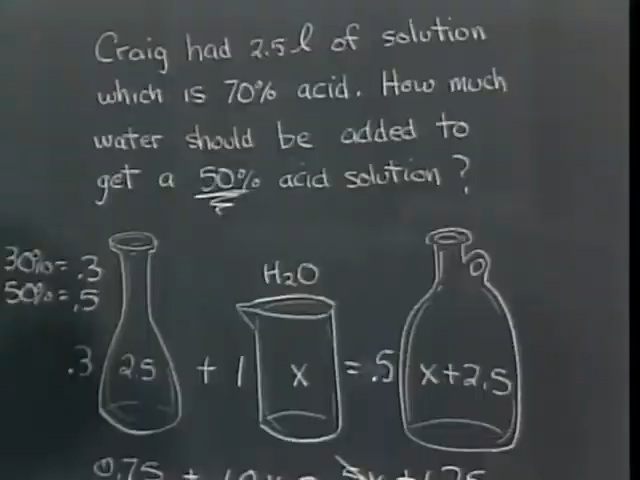 Craig had 2.5 l of solution
which is 70% acid. How much
water should be added to
get a 50% acid solution?
30% = .3
50% = .5
H2O
.3 2.5 + 1 x = .5 x+2.5